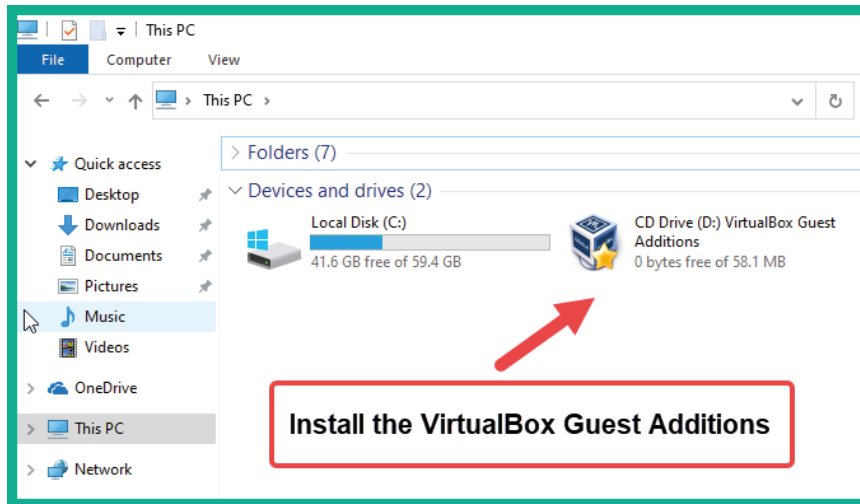 This PC
File Computer View
This PC
Quick access
Desktop
Downloads
Documents
Pictures
Music
Videos
OneDrive
This PC
Network
Folders (7)
Devices and drives (2)
Local Disk (C:)
41.6 GB free of 59.4 GB
CD Drive (D:) VirtualBox Guest
Additions
0 bytes free of 58.1 MB
Install the VirtualBox Guest Additions